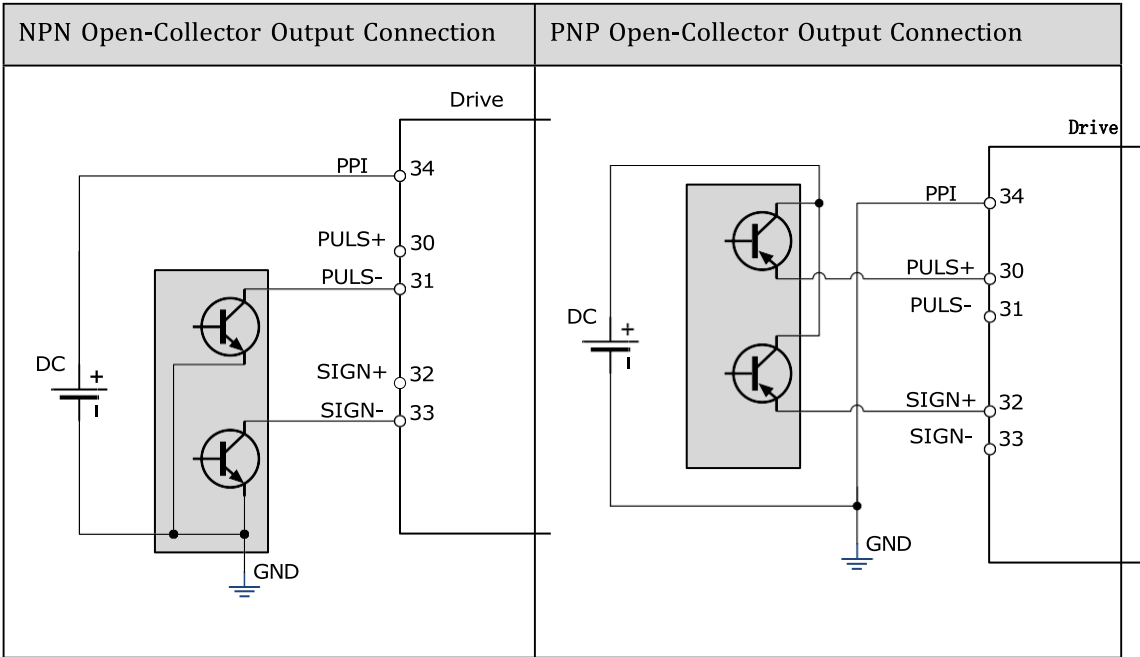 NPN Open-Collector Output Connection
PNP Open-Collector Output Connection
Drive
PPI 34
PULS+ 30
PULS- 31
DC
+
SIGN+ 32
SIGN- 33
GND
Drive
PPI 34
PULS+ 30
PULS- 31
DC
+
SIGN+ 32
SIGN- 33
GND